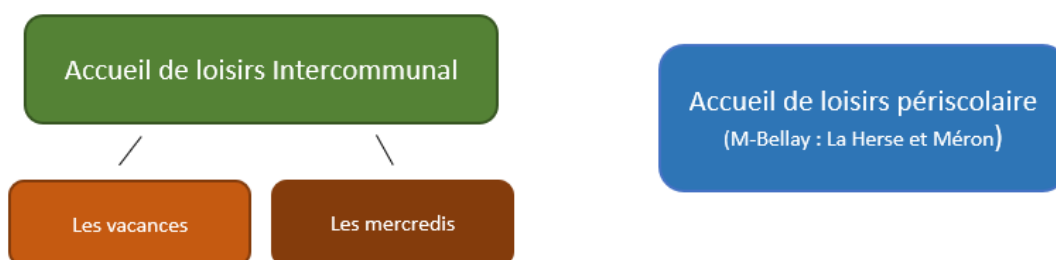 Accueil de loisirs Intercommunal
Les vacances
Les mercredis
Accueil de loisirs périscolaire
(M-Bellay : La Herse et Méron)